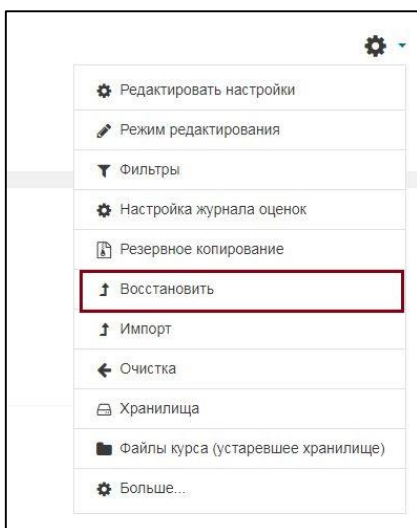 Редактировать настройки
Режим редактирования
Фильтры
Настройка журнала оценок
Резервное копирование
Восстановить
Импорт
Очистка
Хранилища
Файлы курса (устаревшее хранилище)
Больше...